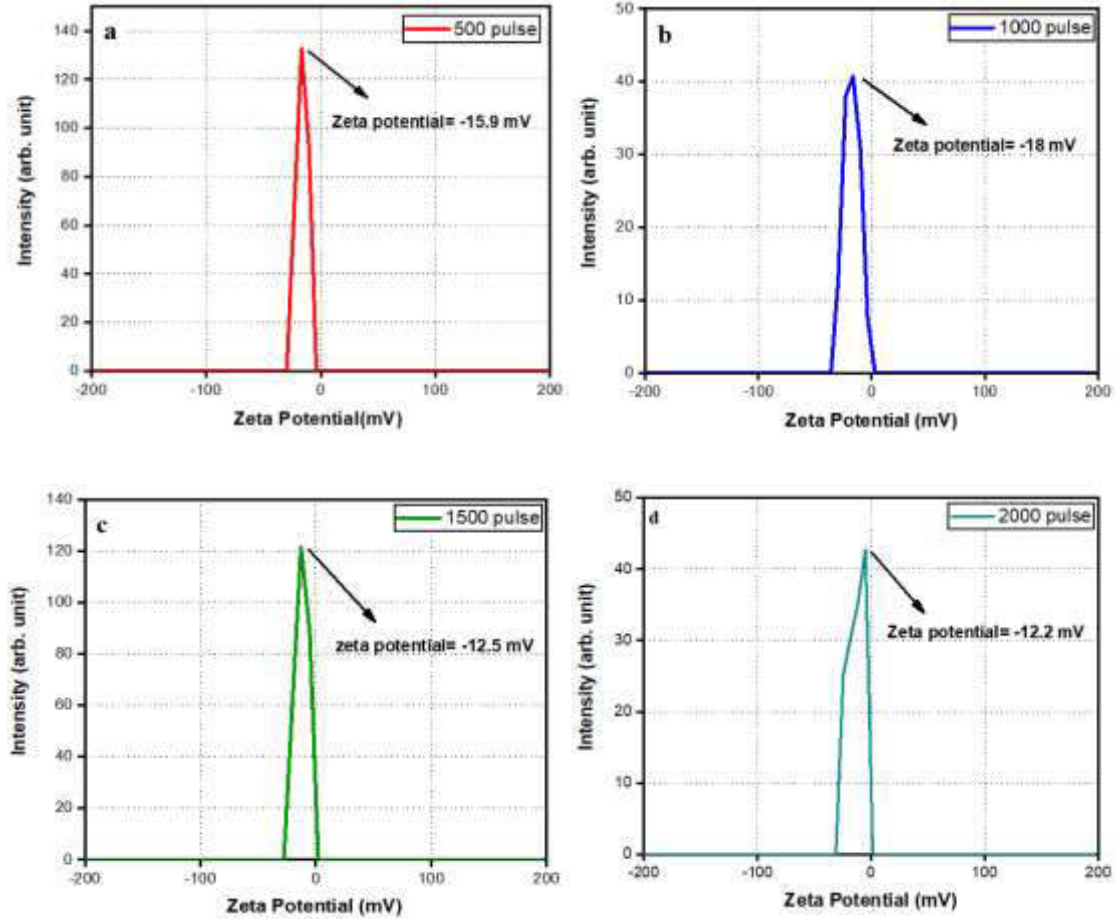 a
500 pulse
Zeta potential= -15.9 mV
Intensity (arb. unit)
140
120
100
80
60
40
20
0
-200
-100
0
100
200
Zeta Potential(mV)
b
1000 pulse
Zeta potential= -18 mV
Intensity (arb. unit)
50
40
30
20
10
0
-200
-100
0
100
200
Zeta Potential (mV)
c
1500 pulse
zeta potential= -12.5 mV
Intensity (arb. unit)
140
120
100
80
60
40
20
0
-200
-100
0
100
200
Zeta Potential (mV)
d
2000 pulse
Zeta potential= -12.2 mV
Intensity (arb. unit)
50
40
30
20
10
0
-200
-100
0
100
200
Zeta Potential (mV)